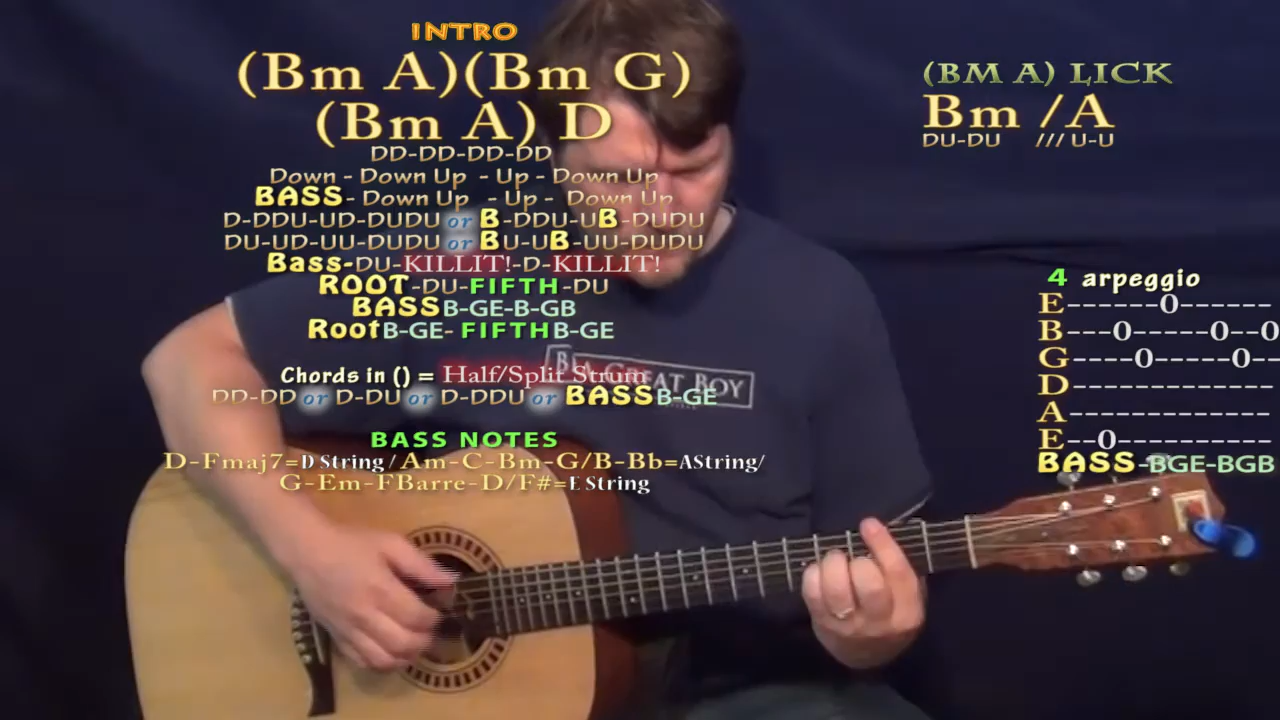 INTRO
(Bm A)(Bm G)
(Bm A) D
DD-DD-DD-DD
Down - Down Up - Up - Down Up
BASS- Down Up - Up - Down Up
D-DDU-UD-DUDU or B-DDU-UB-DUDU
DU-UD-UU-DUDU or BU-UB-UU-DUDU
Bass-DU-KILLIT!-D-KILLIT!
ROOT-DU-FIFTH-DU
BASSB-GE-B-GB
RootB-GE- FIFTHB-GE
Chords in () = Half/Split Strum
DD-DD or D-DU or D-DDU or BASSB-GE
BASS NOTES
D-Fmaj7=D String / Am-C-Bm-G/B-Bb=AString/
G-Em-FBarre-D/F#=E String
(BM A) LICK
Bm /A
DU-DU /// U-U
4 arpeggio
E------0------
B---0-----0--0
G----0-----0--
D-------------
A-------------
E--0----------
BASS-BGE-BGB
GREAT BOY